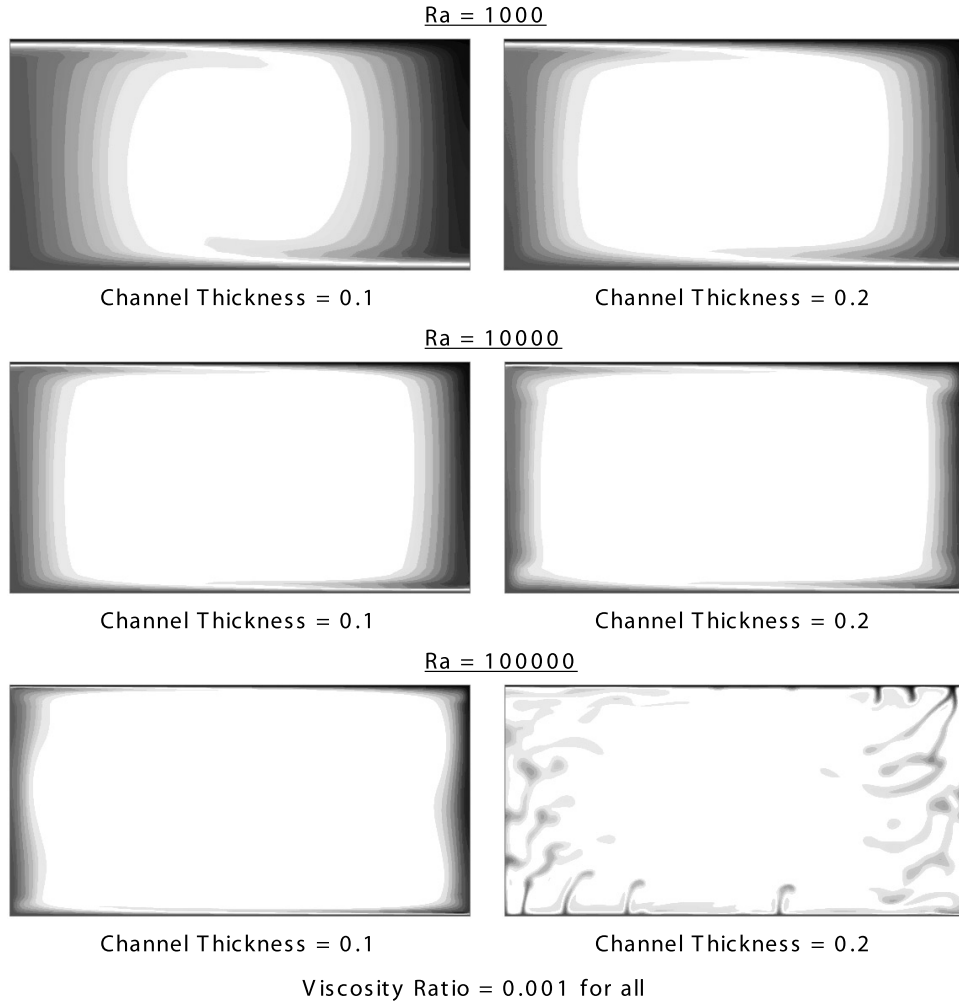 Ra = 1000
Channel Thickness = 0.1
Channel Thickness = 0.2
Ra = 10000
Channel Thickness = 0.1
Channel Thickness = 0.2
Ra = 100000
Channel Thickness = 0.1
Channel Thickness = 0.2
Viscosity Ratio = 0.001 for all